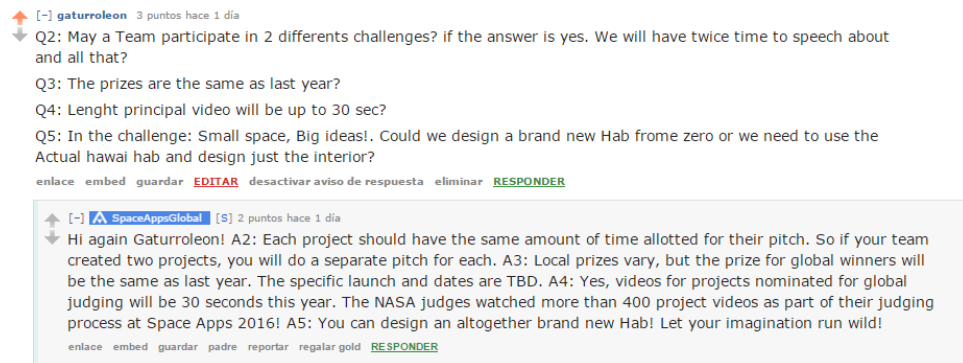 [-] gaturroleon 3 puntos hace 1 día
Q2: May a Team participate in 2 differents challenges? if the answer is yes. We will have twice time to speech about
and all that?
Q3: The prizes are the same as last year?
Q4: Lenght principal video will be up to 30 sec?
Q5: In the challenge: Small space, Big ideas!. Could we design a brand new Hab frome zero or we need to use the
Actual hawai hab and design just the interior?
enlace embed guardar EDITAR desactivar aviso de respuesta eliminar RESPONDER
[-] SpaceAppsGlobal [S] 2 puntos hace 1 día
Hi again Gaturroleon! A2: Each project should have the same amount of time allotted for their pitch. So if your team
created two projects, you will do a separate pitch for each. A3: Local prizes vary, but the prize for global winners will
be the same as last year. The specific launch and dates are TBD. A4: Yes, videos for projects nominated for global
judging will be 30 seconds this year. The NASA judges watched more than 400 project videos as part of their judging
process at Space Apps 2016! A5: You can design an altogether brand new Hab! Let your imagination run wild!
enlace embed guardar padre reportar regalar gold RESPONDER